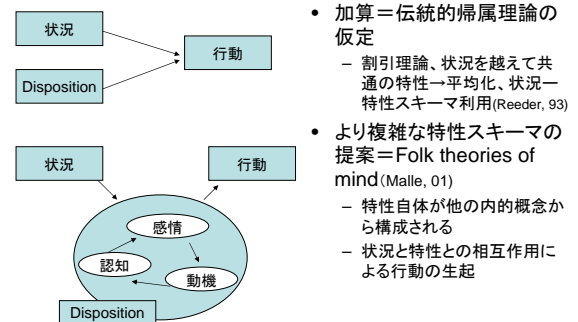 状況
行動
Disposition
状況
行動
感情
認知
動機
Disposition
• 加算＝伝統的帰属理論の
仮定
– 割引理論、状況を越えて共
通の特性→平均化、状況ー
特性スキーマ利用(Reeder, 93)
• より複雑な特性スキーマの
提案＝Folk theories of
mind（Malle, 01)
– 特性自体が他の内的概念か
ら構成される
– 状況と特性との相互作用に
よる行動の生起